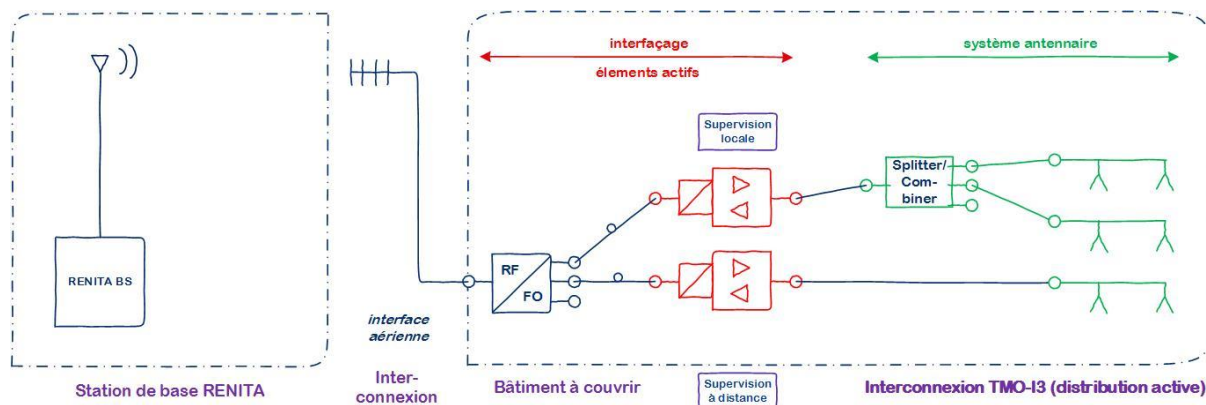 interfaçage
élements actifs
système antennaire
Supervision
locale
Splitter/
Com-
biner
RENITA BS
RF
FO
interface
aérienne
Station de base RENITA
Inter-
connexion
Bâtiment à couvrir
Supervision
à distance
Interconnexion TMO-I3 (distribution active)